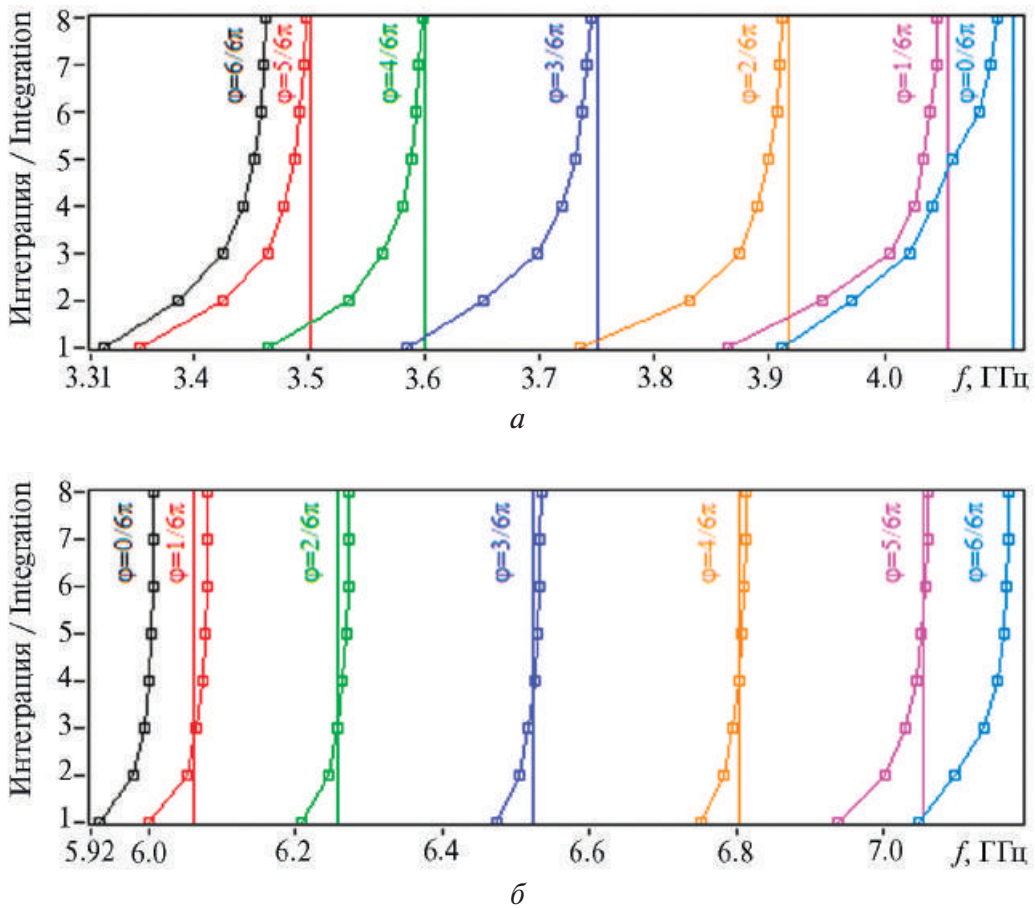 Интеграция / Integration
8
7
6
5
4
3
2
1
φ=6/6π
φ=5/6π
φ=4/6π
φ=3/6π
φ=2/6π
φ=1/6π
φ=0/6π
3.31 3.4 3.5 3.6 3.7 3.8 3.9 4.0 f, ГГц
а
Интеграция / Integration
8
7
6
5
4
3
2
1
φ=0/6π
φ=1/6π
φ=2/6π
φ=3/6π
φ=4/6π
φ=5/6π
φ=6/6π
5.92 6.0 6.2 6.4 6.6 6.8 7.0 f, ГГц
б